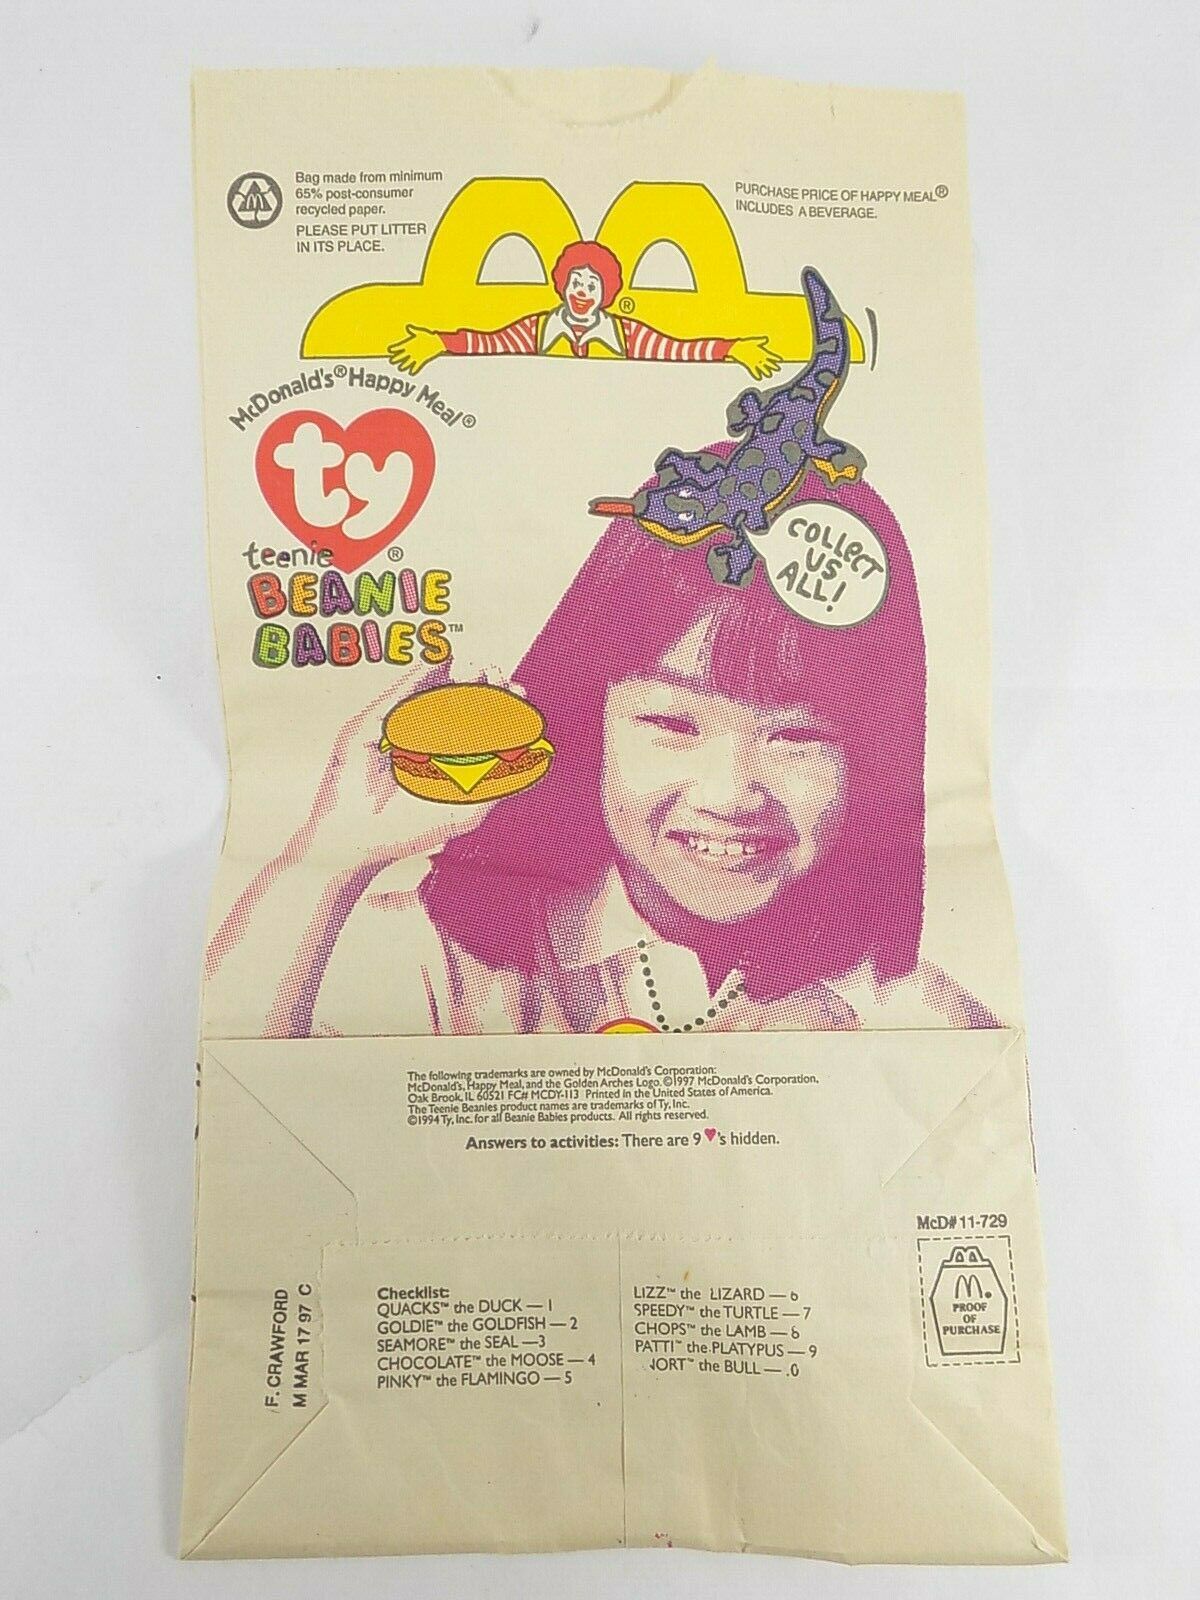 Bag made from minimum
65% post-consumer
recycled paper.
PLEASE PUT LITTER
IN ITS PLACE.
PURCHASE PRICE OF HAPPY MEAL®
INCLUDES A BEVERAGE.
®
McDonald's® Happy Meal®
ty
®
teenie
BEANIE
BABIES™
COLLECT
US
ALL!
The following trademarks are owned by McDonald's Corporation:
McDonald's, Happy Meal, and the Golden Arches Logo. ©1997 McDonald's Corporation,
Oak Brook, IL 60521 FC# MCDY-113 Printed in the United States of America.
The Teenie Beanies product names are trademarks of Ty, Inc.
©1994 Ty, Inc. for all Beanie Babies products. All rights reserved.
Answers to activities: There are 9 ♥'s hidden.
McD# 11-729
M
PROOF
OF
PURCHASE
F. CRAWFORD
M MAR 17 97 C
Checklist:
QUACKS™ the DUCK — 1
GOLDIE™ the GOLDFISH — 2
SEAMORE™ the SEAL —3
CHOCOLATE™ the MOOSE — 4
PINKY™ the FLAMINGO — 5
LIZZ™ the LIZARD — 6
SPEEDY™ the TURTLE — 7
CHOPS™ the LAMB —
PATTI™ the PLATYPUS — 9
the BULL —